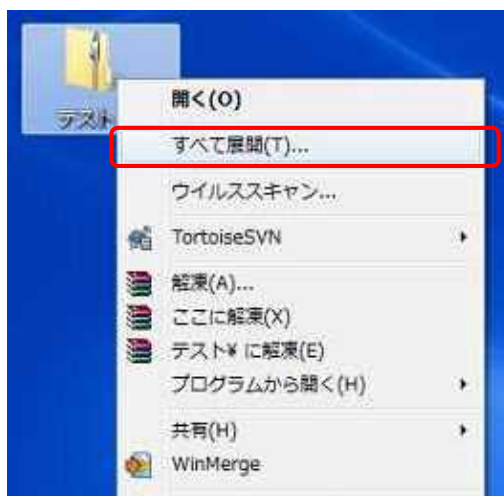 テスト
開く(O)
すべて展開(T)...
ウイルススキャン...
TortoiseSVN
解凍(A)...
ここに解凍(X)
テスト¥ に解凍(E)
プログラムから開く(H)
共有(H)
WinMerge